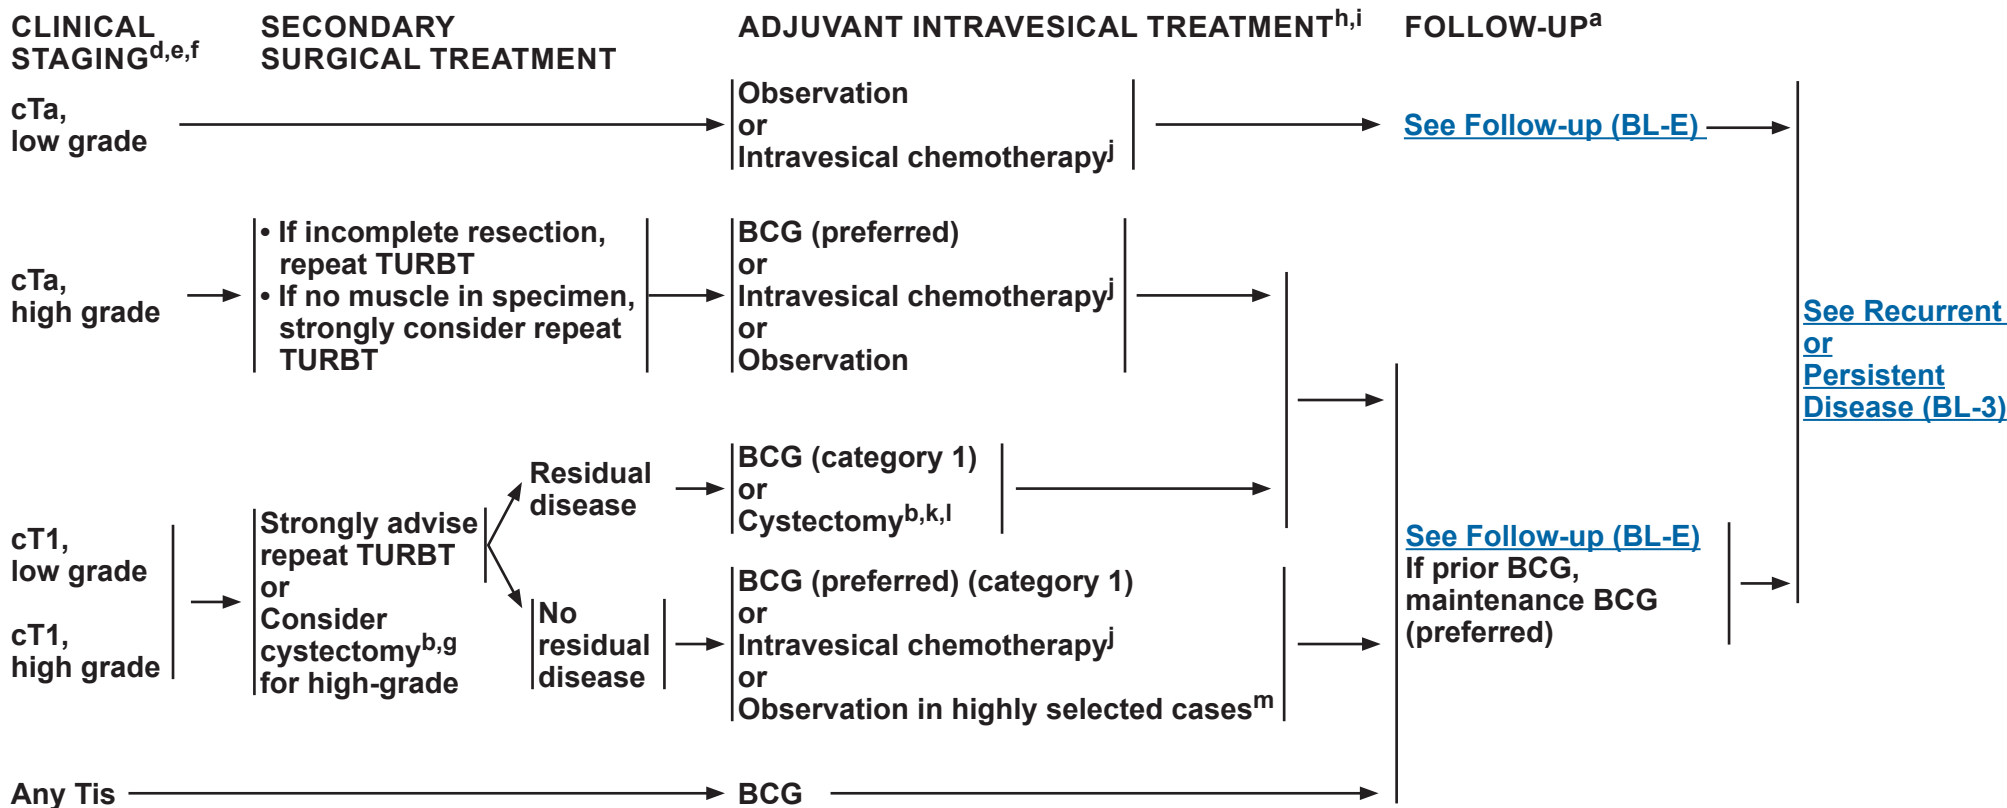 CLINICAL
STAGINGd,e,f
SECONDARY
SURGICAL TREATMENT
ADJUVANT INTRAVESICAL TREATMENTh,i
FOLLOW-UPa
cTa,
low grade
Observation
or
Intravesical chemotherapyj
See Follow-up (BL-E)
cTa,
high grade
• If incomplete resection,
repeat TURBT
• If no muscle in specimen,
strongly consider repeat
TURBT
BCG (preferred)
or
Intravesical chemotherapyj
or
Observation
See Recurrent
or
Persistent
Disease (BL-3)
cT1,
low grade
cT1,
high grade
Strongly advise
repeat TURBT
or
Consider
cystectomyb,g
for high-grade
Residual
disease
BCG (category 1)
or
Cystectomyb,k,l
No
residual
disease
BCG (preferred) (category 1)
or
Intravesical chemotherapyj
or
Observation in highly selected casesm
See Follow-up (BL-E)
If prior BCG,
maintenance BCG
(preferred)
Any Tis
BCG